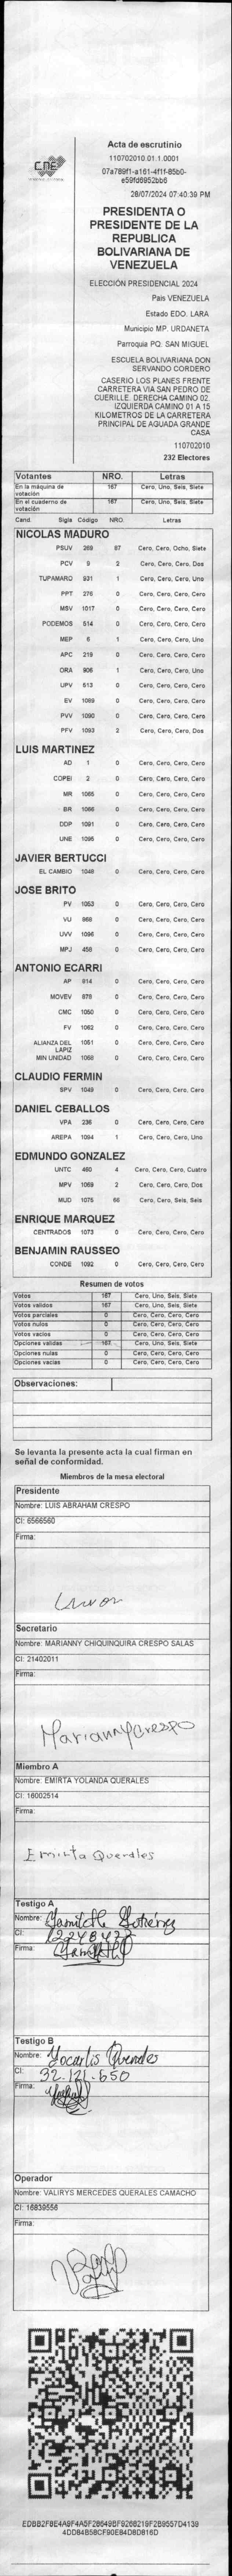 CNE
Acta de escrutinio
110702010.01.1.0001
07a789f1-a161-4f1f-85b0-
e59fd6952bb6
28/07/2024 07:40:39 PM
PRESIDENTA O
PRESIDENTE DE LA
REPUBLICA
BOLIVARIANA DE
VENEZUELA
ELECCIÓN PRESIDENCIAL 2024
País VENEZUELA
Estado EDO. LARA
Municipio MP. URDANETA
Parroquia PQ. SAN MIGUEL
ESCUELA BOLIVARIANA DON
SERVANDO CORDERO
CASERIO LOS PLANES FRENTE
CARRETERA VIA SAN PEDRO DE
CUERILLE. DERECHA CAMINO 02.
IZQUIERDA CAMINO 01 A 15
KILOMETROS DE LA CARRETERA
PRINCIPAL DE AGUADA GRANDE
CASA
110702010
232 Electores
Votantes NRO. Letras
En la máquina de votación 167 Cero, Uno, Seis, Siete
En el cuaderno de votación 167 Cero, Uno, Seis, Siete
Cand. Sigla Código NRO. Letras
NICOLAS MADURO
PSUV 269 87 Cero, Cero, Ocho, Siete
PCV 9 2 Cero, Cero, Cero, Dos
TUPAMARO 931 1 Cero, Cero, Cero, Uno
PPT 276 0 Cero, Cero, Cero, Cero
MSV 1017 0 Cero, Cero, Cero, Cero
PODEMOS 514 0 Cero, Cero, Cero, Cero
MEP 6 1 Cero, Cero, Cero, Uno
APC 219 0 Cero, Cero, Cero, Cero
ORA 906 1 Cero, Cero, Cero, Uno
UPV 513 0 Cero, Cero, Cero, Cero
EV 1089 0 Cero, Cero, Cero, Cero
PVV 1090 0 Cero, Cero, Cero, Cero
PFV 1093 2 Cero, Cero, Cero, Dos
LUIS MARTINEZ
AD 1 0 Cero, Cero, Cero, Cero
COPEI 2 0 Cero, Cero, Cero, Cero
MR 1065 0 Cero, Cero, Cero, Cero
BR 1066 0 Cero, Cero, Cero, Cero
DDP 1091 0 Cero, Cero, Cero, Cero
UNE 1095 0 Cero, Cero, Cero, Cero
JAVIER BERTUCCI
EL CAMBIO 1048 0 Cero, Cero, Cero, Cero
JOSE BRITO
PV 1053 0 Cero, Cero, Cero, Cero
VU 868 0 Cero, Cero, Cero, Cero
UVV 1096 0 Cero, Cero, Cero, Cero
MPJ 456 0 Cero, Cero, Cero, Cero
ANTONIO ECARRI
AP 814 0 Cero, Cero, Cero, Cero
MOVEV 878 0 Cero, Cero, Cero, Cero
CMC 1050 0 Cero, Cero, Cero, Cero
FV 1062 0 Cero, Cero, Cero, Cero
ALIANZA DEL LAPIZ 1051 0 Cero, Cero, Cero, Cero
MIN UNIDAD 1068 0 Cero, Cero, Cero, Cero
CLAUDIO FERMIN
SPV 1049 0 Cero, Cero, Cero, Cero
DANIEL CEBALLOS
VPA 236 0 Cero, Cero, Cero, Cero
AREPA 1094 1 Cero, Cero, Cero, Uno
EDMUNDO GONZALEZ
UNTC 460 4 Cero, Cero, Cero, Cuatro
MPV 1069 2 Cero, Cero, Cero, Dos
MUD 1075 66 Cero, Cero, Seis, Seis
ENRIQUE MARQUEZ
CENTRADOS 1073 0 Cero, Cero, Cero, Cero
BENJAMIN RAUSSEO
CONDE 1092 0 Cero, Cero, Cero, Cero
Resumen de votos
Votos 167 Cero, Uno, Seis, Siete
Votos validos 167 Cero, Uno, Seis, Siete
Votos parciales 0 Cero, Cero, Cero, Cero
Votos nulos 0 Cero, Cero, Cero, Cero
Votos vacíos 0 Cero, Cero, Cero, Cero
Opciones validas 167 Cero, Uno, Seis, Siete
Opciones nulas 0 Cero, Cero, Cero, Cero
Opciones vacias 0 Cero, Cero, Cero, Cero
Observaciones:
Se levanta la presente acta la cual firman en
señal de conformidad.
Miembros de la mesa electoral
Presidente
Nombre: LUIS ABRAHAM CRESPO
CI: 6566560
Firma:
Secretario
Nombre: MARIANNY CHIQUINQUIRA CRESPO SALAS
CI: 21402011
Firma:
Marianny Crespo
Miembro A
Nombre: EMIRTA YOLANDA QUERALES
CI: 16002514
Firma:
Emirta Querales
Testigo A
Nombre:
CI:
Firma:
Testigo B
Nombre: Yocarlis Querales
CI: 32.121.650
Firma:
Operador
Nombre: VALIRYS MERCEDES QUERALES CAMACHO
CI: 16839556
Firma:
EDBB2F8E4A9F4A5F28649BF9268219F2B9557D4139
4DD84B58CF90E84D8D816D